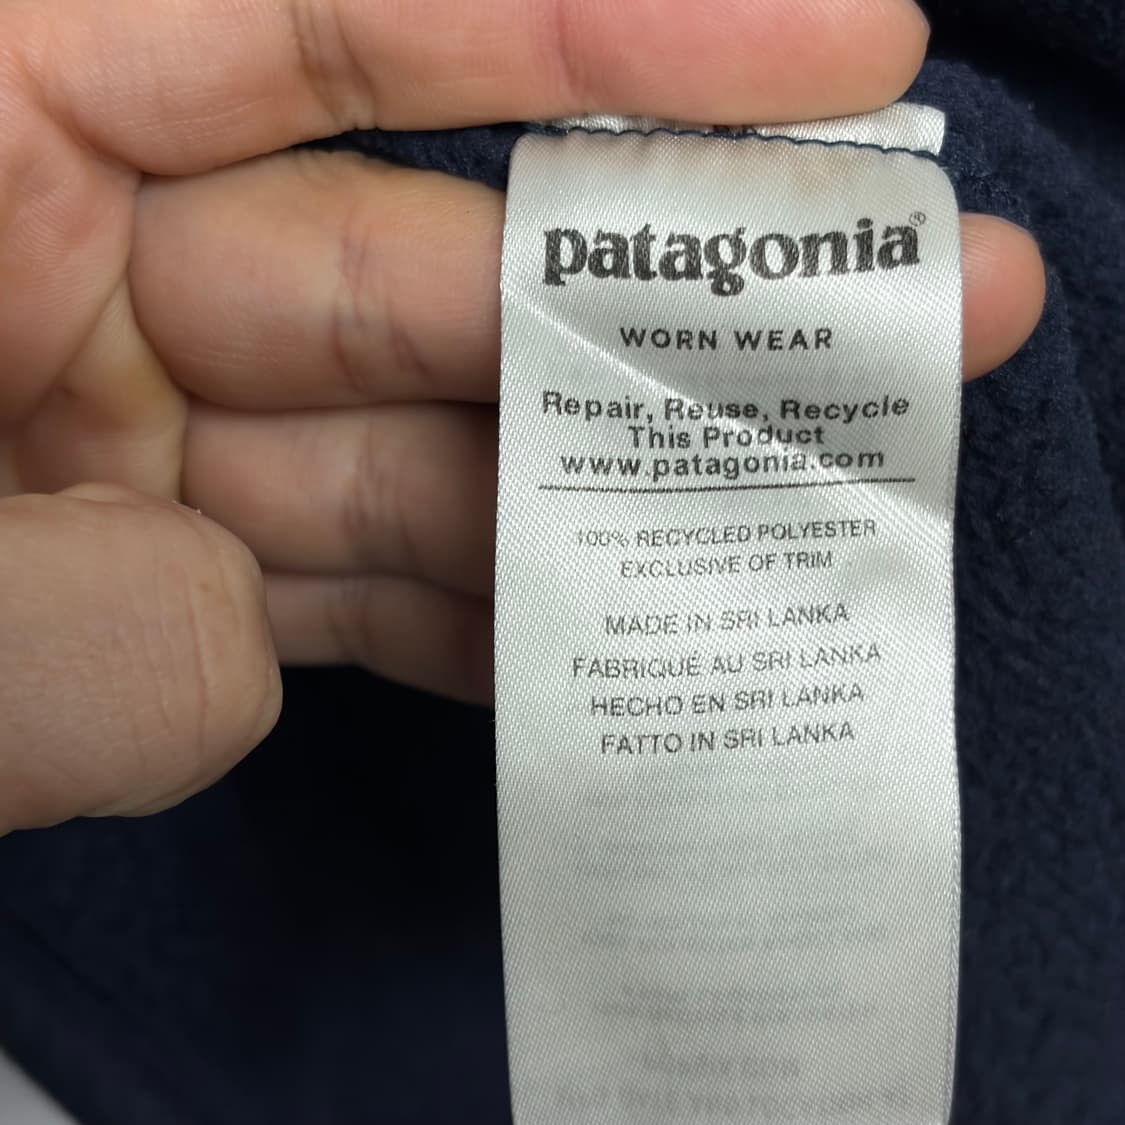 patagonia®
WORN WEAR
Repair, Reuse, Recycle
This Product
www.patagonia.com
100% RECYCLED POLYESTER
EXCLUSIVE OF TRIM
MADE IN SRI LANKA
FABRIQUÉ AU SRI LANKA
HECHO EN SRI LANKA
FATTO IN SRI LANKA